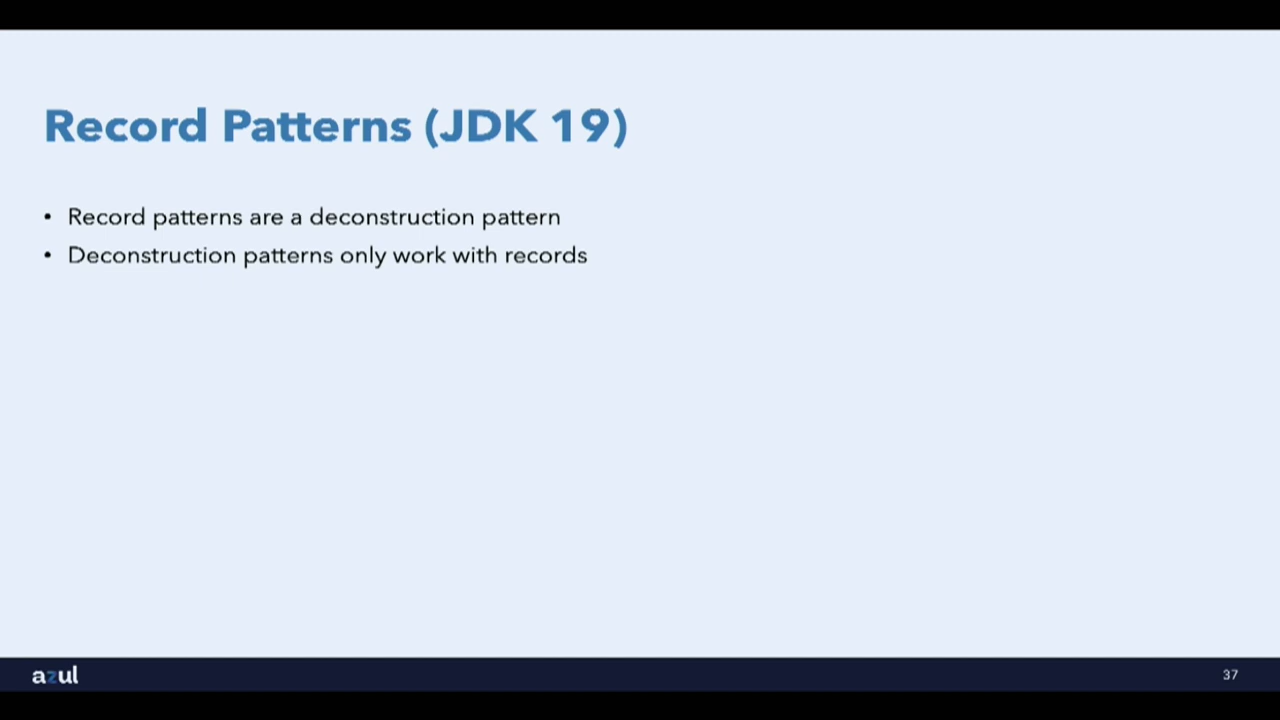 Record Patterns (JDK 19)
• Record patterns are a deconstruction pattern
• Deconstruction patterns only work with records
azul
37